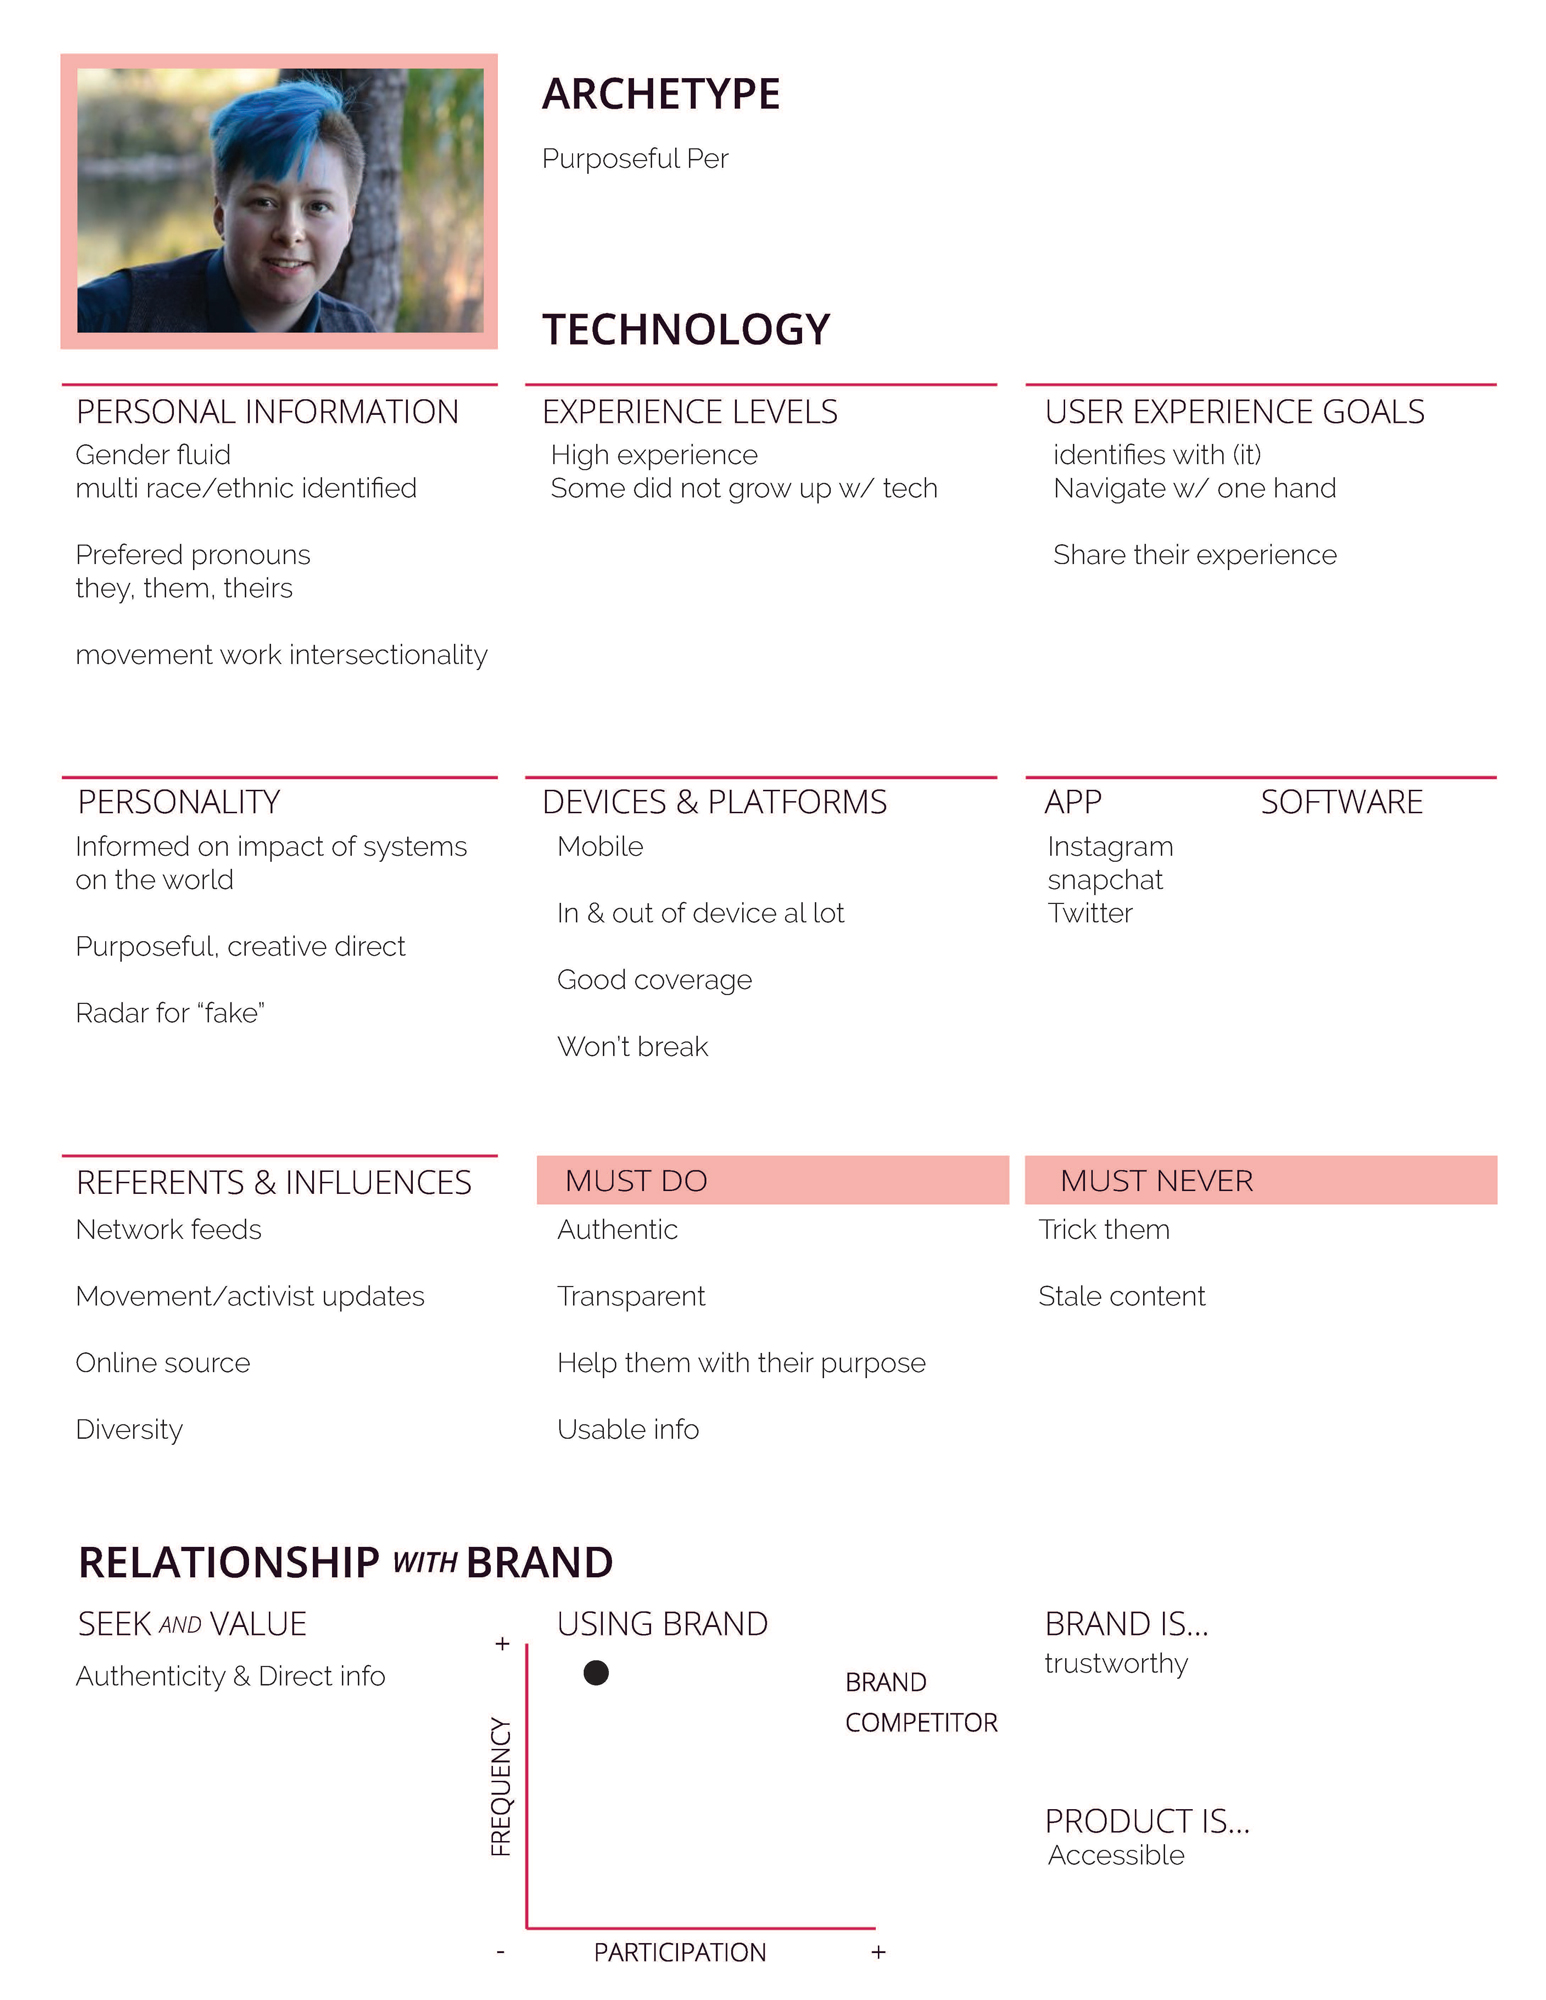 ARCHETYPE
Purposeful Per
TECHNOLOGY
PERSONAL INFORMATION
Gender fluid
multi race/ethnic identified
Prefered pronouns
they, them, theirs
movement work intersectionality
EXPERIENCE LEVELS
High experience
Some did not grow up w/ tech
USER EXPERIENCE GOALS
identifies with (it)
Navigate w/ one hand
Share their experience
PERSONALITY
Informed on impact of systems
on the world
Purposeful, creative direct
Radar for “fake”
DEVICES & PLATFORMS
Mobile
In & out of device al lot
Good coverage
Won't break
APP
Instagram
snapchat
Twitter
SOFTWARE
REFERENTS & INFLUENCES
Network feeds
Movement/activist updates
Online source
Diversity
MUST DO
Authentic
Transparent
Help them with their purpose
Usable info
MUST NEVER
Trick them
Stale content
RELATIONSHIP WITH BRAND
SEEK AND VALUE
Authenticity & Direct info
USING BRAND
+
FREQUENCY
-
PARTICIPATION
+
BRAND
COMPETITOR
BRAND IS...
trustworthy
PRODUCT IS...
Accessible